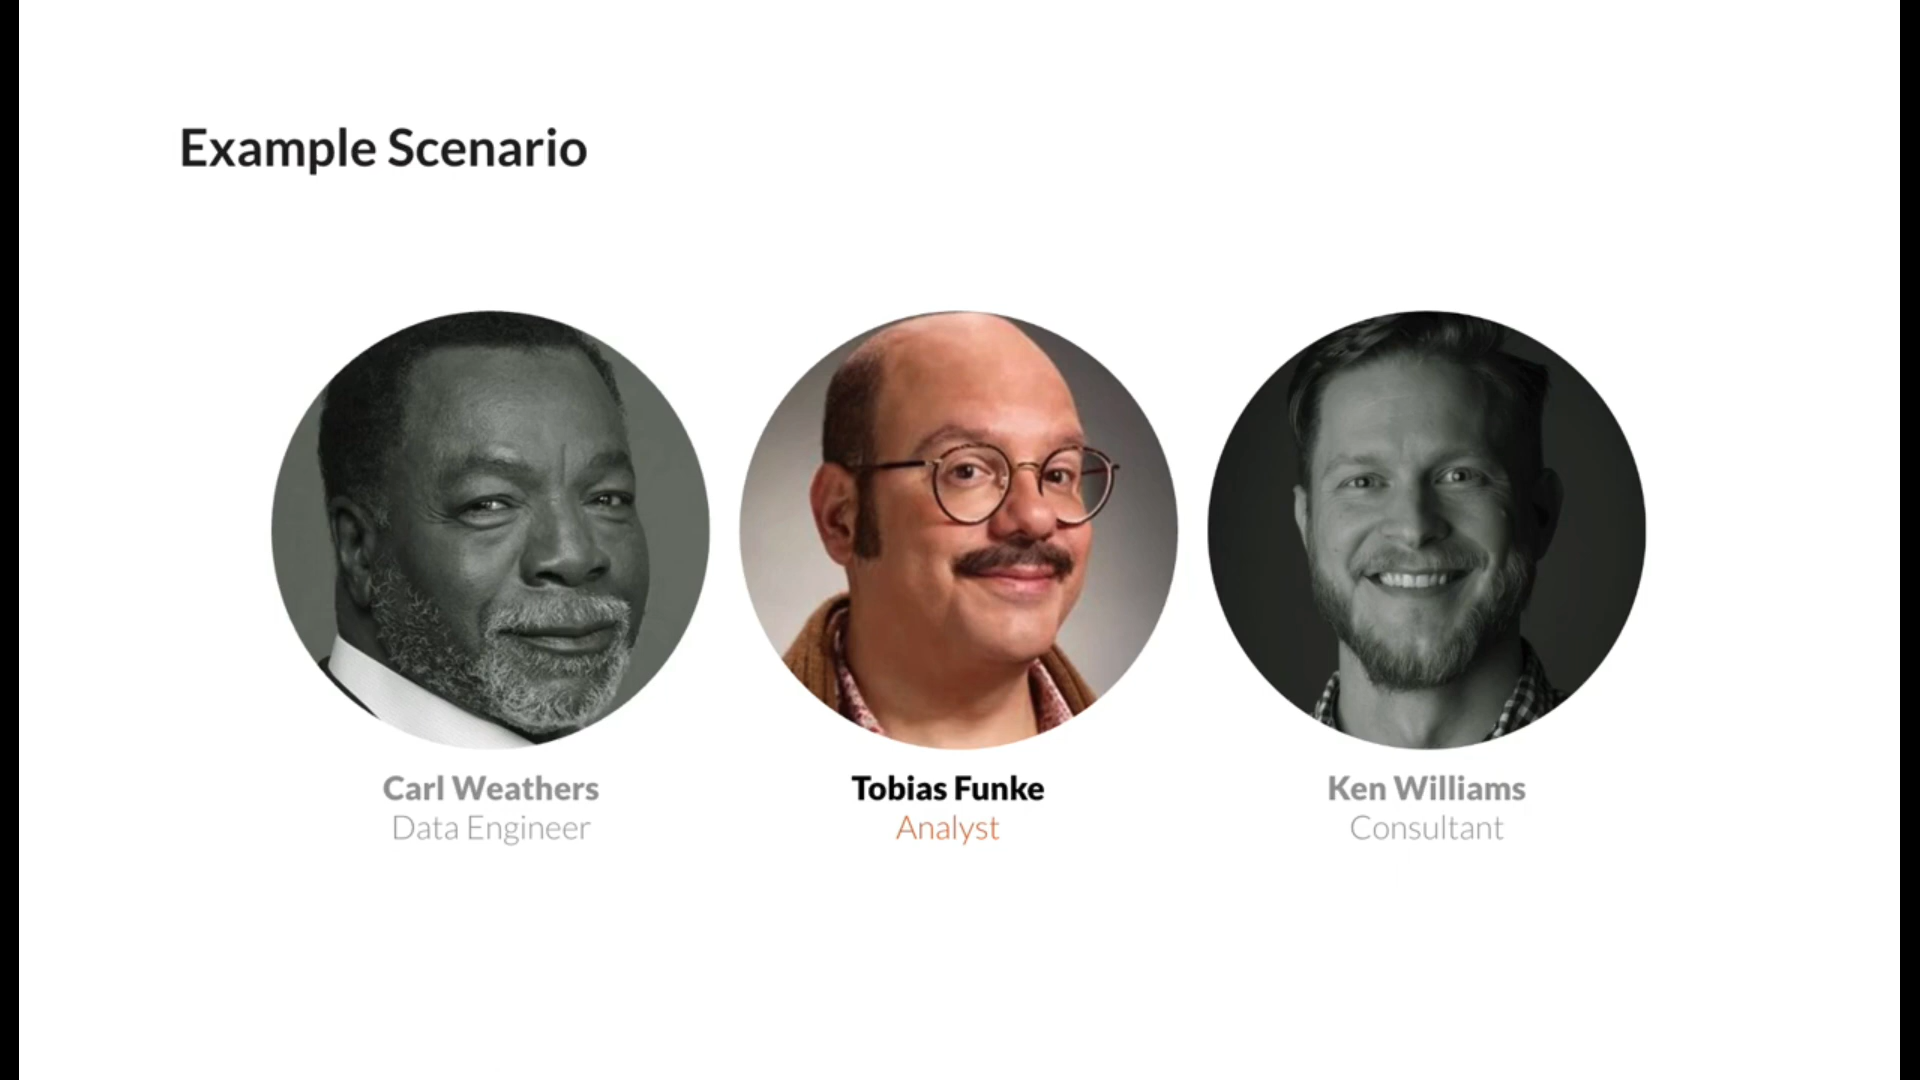 Example Scenario
Carl Weathers
Data Engineer
Tobias Funke
Analyst
Ken Williams
Consultant